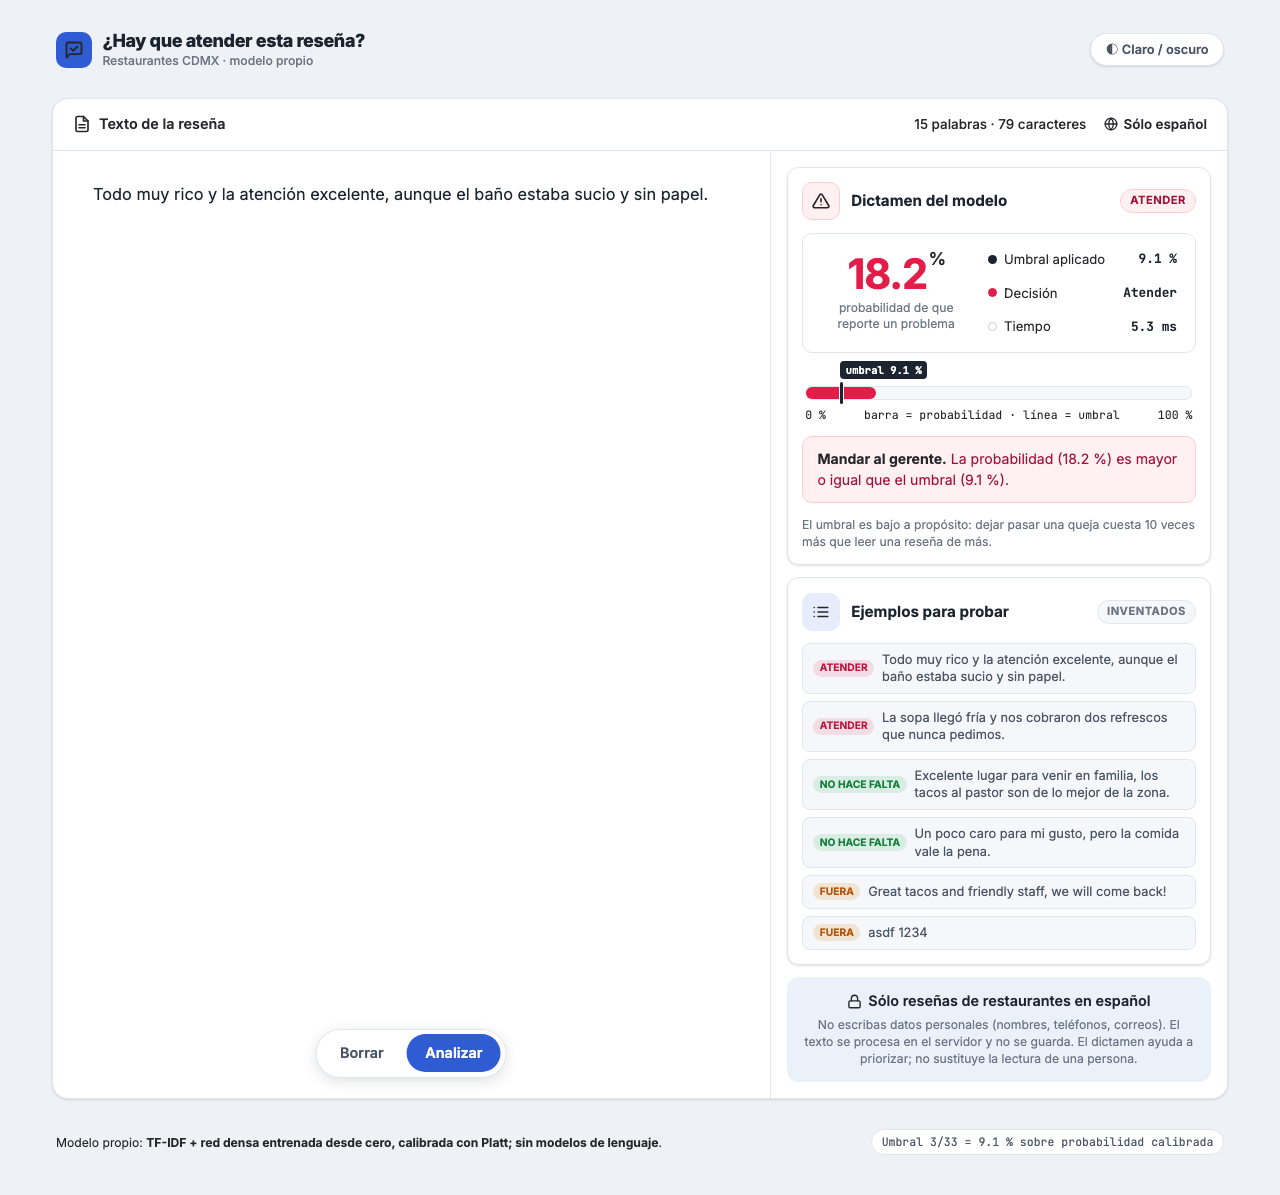 ¿Hay que atender esta reseña?
Restaurantes CDMX · modelo propio
Claro / oscuro
Texto de la reseña
15 palabras · 79 caracteres
Sólo español
Todo muy rico y la atención excelente, aunque el baño estaba sucio y sin papel.
Borrar
Analizar
Dictamen del modelo
ATENDER
18.2%
probabilidad de que
reporte un problema
Umbral aplicado 9.1 %
Decisión Atender
Tiempo 5.3 ms
umbral 9.1 %
0 % barra = probabilidad · línea = umbral 100 %
Mandar al gerente. La probabilidad (18.2 %) es mayor
o igual que el umbral (9.1 %).
El umbral es bajo a propósito: dejar pasar una queja cuesta 10 veces
más que leer una reseña de más.
Ejemplos para probar
INVENTADOS
ATENDER
Todo muy rico y la atención excelente, aunque el
baño estaba sucio y sin papel.
ATENDER
La sopa llegó fría y nos cobraron dos refrescos
que nunca pedimos.
NO HACE FALTA
Excelente lugar para venir en familia, los
tacos al pastor son de lo mejor de la zona.
NO HACE FALTA
Un poco caro para mi gusto, pero la comida
vale la pena.
FUERA
Great tacos and friendly staff, we will come back!
FUERA
asdf 1234
Sólo reseñas de restaurantes en español
No escribas datos personales (nombres, teléfonos, correos). El
texto se procesa en el servidor y no se guarda. El dictamen ayuda a
priorizar; no sustituye la lectura de una persona.
Modelo propio: TF-IDF + red densa entrenada desde cero, calibrada con Platt; sin modelos de lenguaje.
Umbral 3/33 = 9.1 % sobre probabilidad calibrada